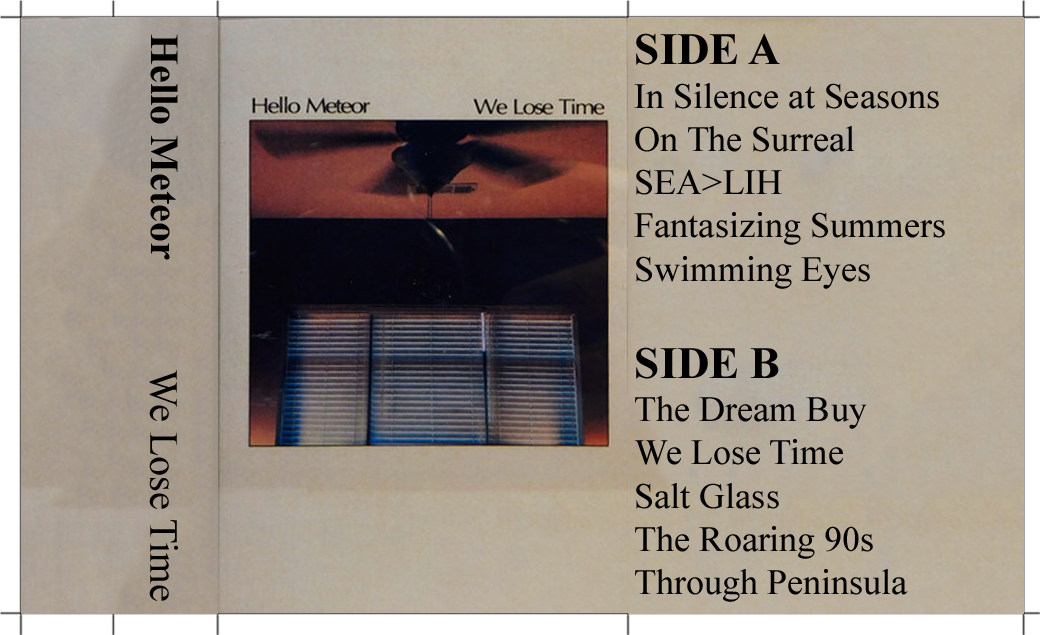 Hello Meteor
We Lose Time
Hello Meteor
We Lose Time
SIDE A
In Silence at Seasons
On The Surreal
SEA>LIH
Fantasizing Summers
Swimming Eyes
SIDE B
The Dream Buy
We Lose Time
Salt Glass
The Roaring 90s
Through Peninsula